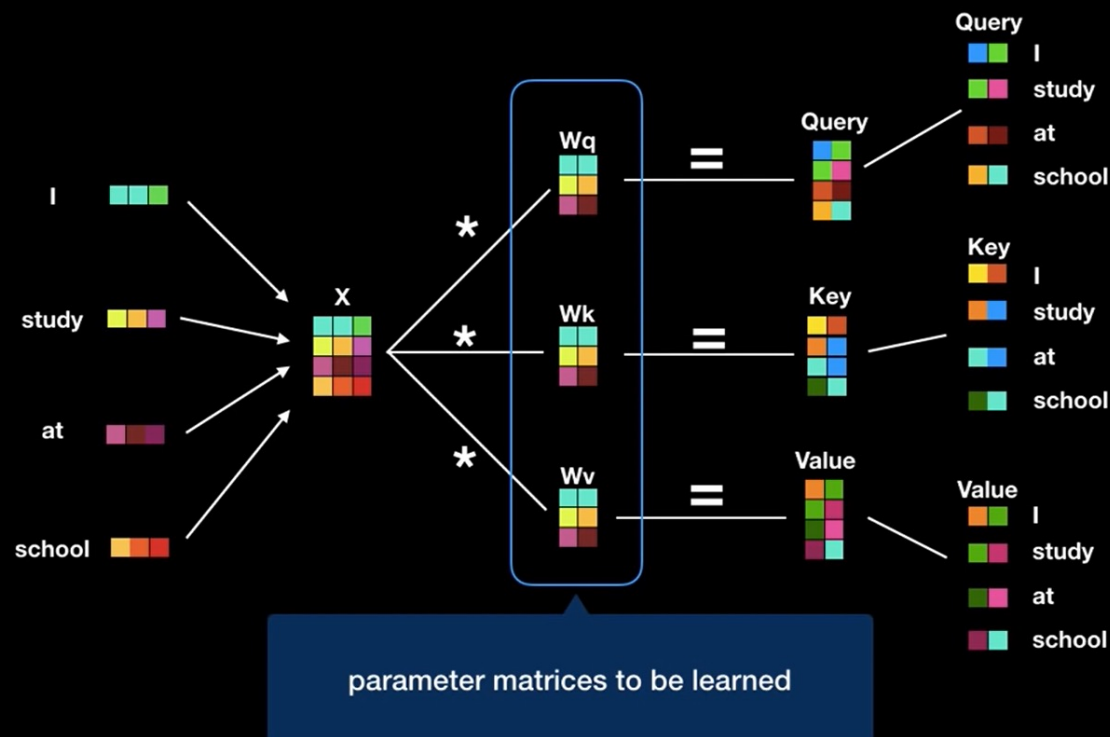 I
study
at
school
X
*
*
*
Wq
Wk
Wv
=
=
=
Query
Key
Value
Query
I
study
at
school
Key
I
study
at
school
Value
I
study
at
school
parameter matrices to be learned